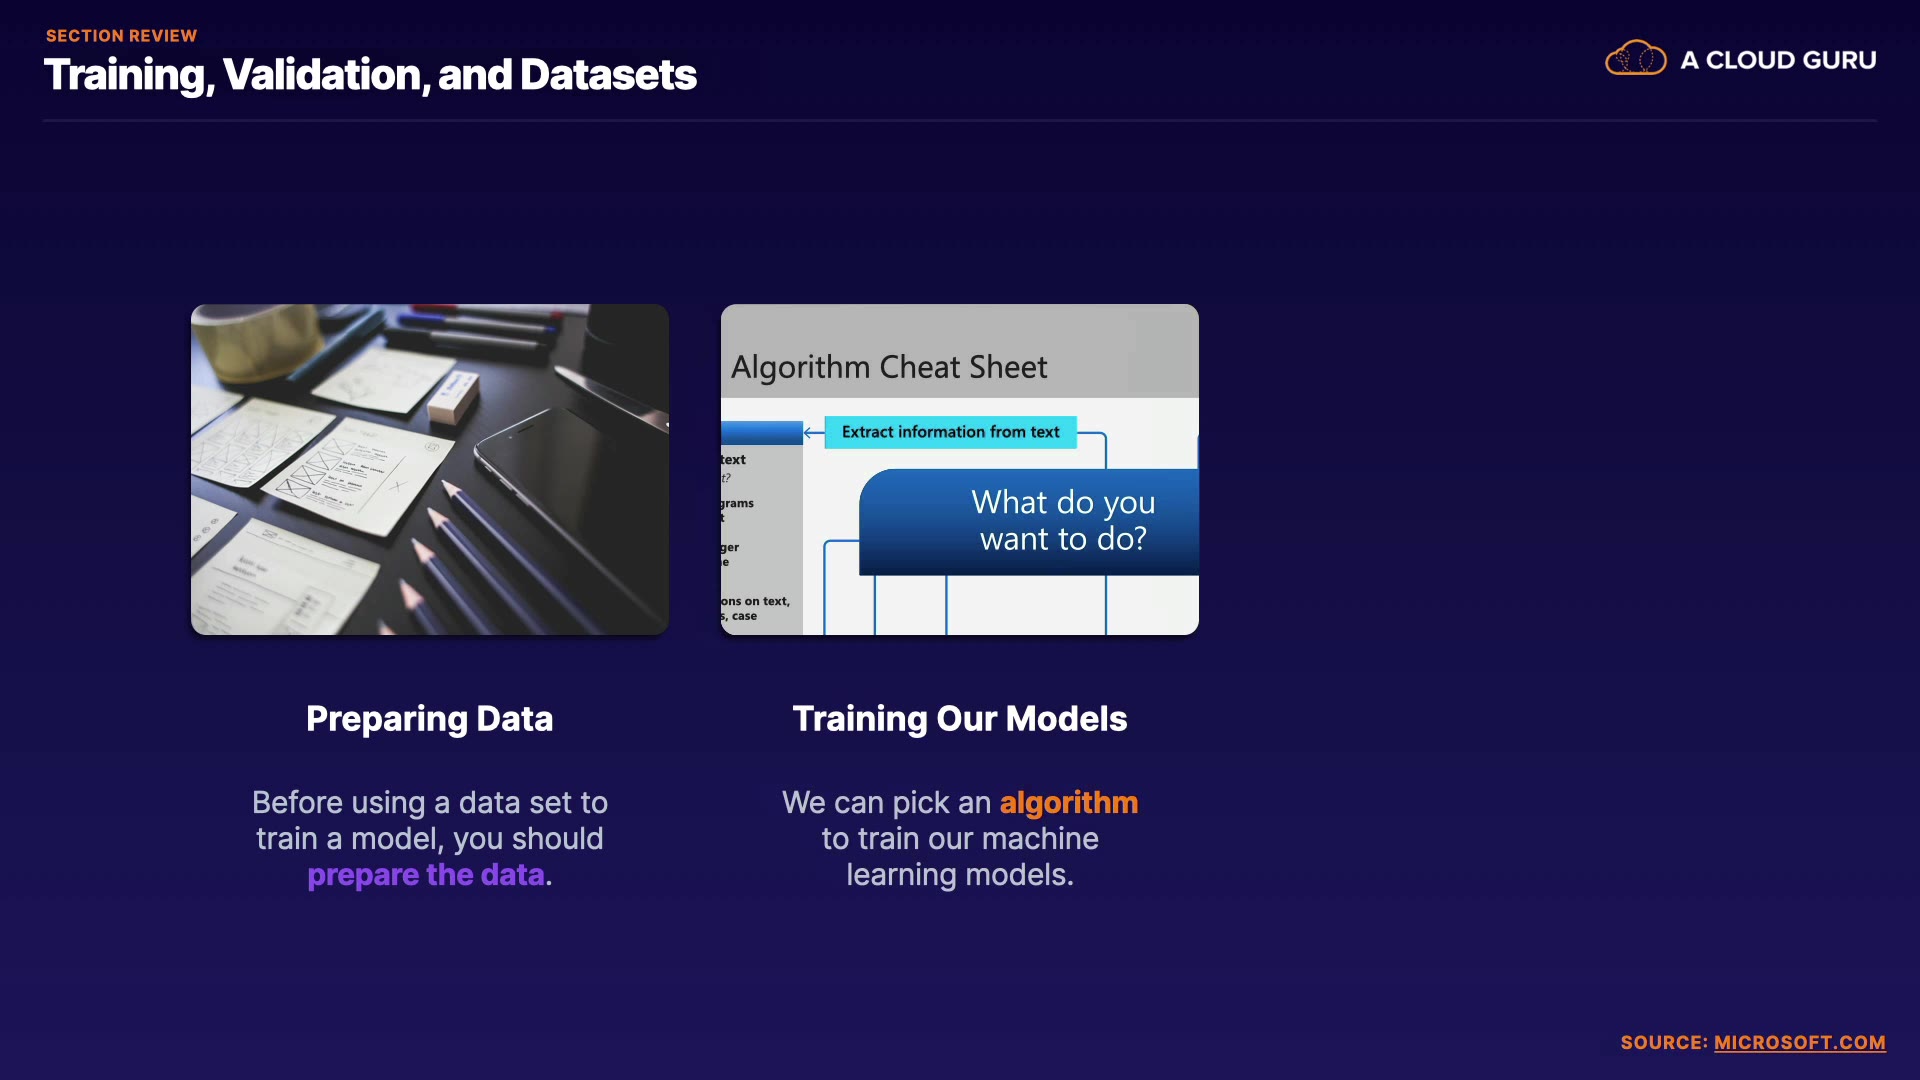 SECTION REVIEW
Training, Validation, and Datasets
A CLOUD GURU
Algorithm Cheat Sheet
Extract information from text
text
t?
grams
t
ger
e
ons on text,
s, case
What do you
want to do?
Preparing Data
Before using a data set to
train a model, you should
prepare the data.
Training Our Models
We can pick an algorithm
to train our machine
learning models.
SOURCE: MICROSOFT.COM